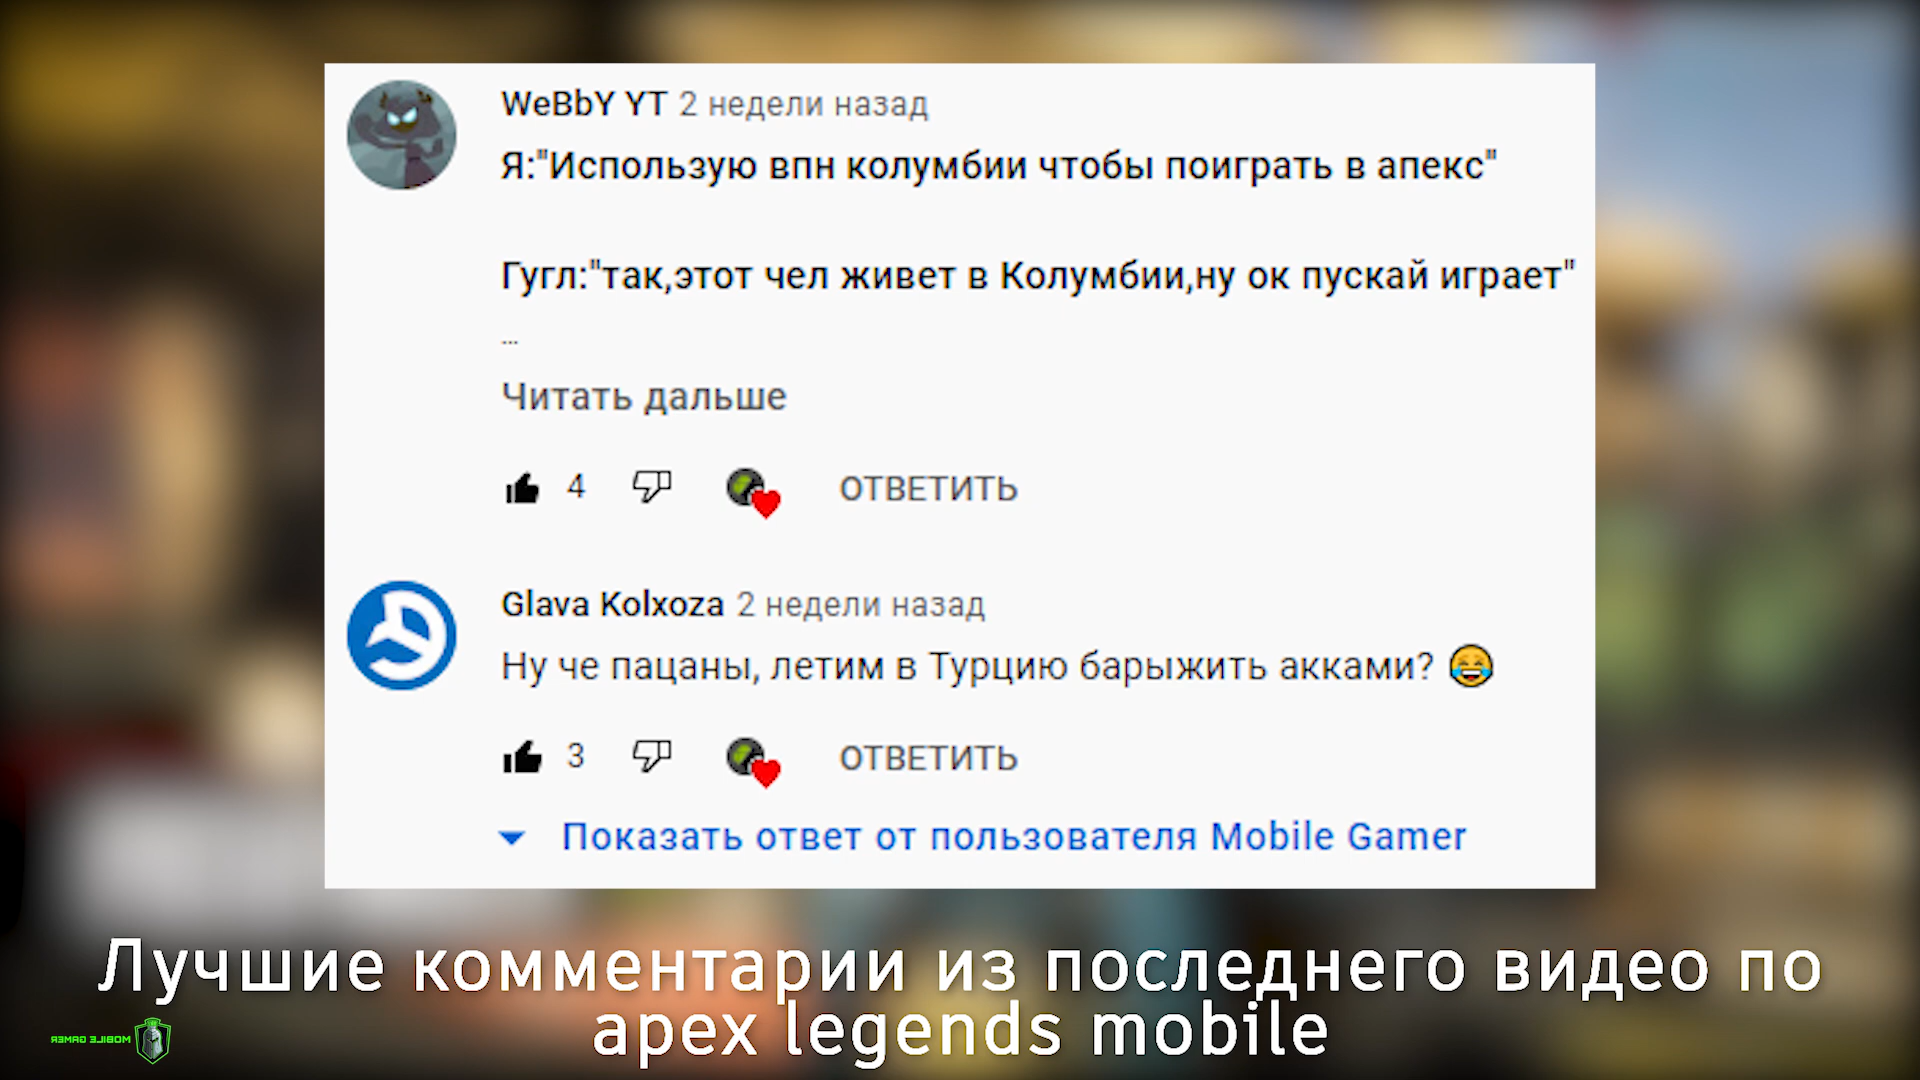 WeBbY YT 2 недели назад
Я:"Использую впн колумбии чтобы поиграть в апекс"
Гугл:"так,этот чел живет в Колумбии,ну ок пускай играет"
...
Читать дальше
4 ОТВЕТИТЬ
Glava Kolxoza 2 недели назад
Ну че пацаны, летим в Турцию барыжить акками? 😂
3 ОТВЕТИТЬ
Показать ответ от пользователя Mobile Gamer
Лучшие комментарии из последнего видео по
apex legends mobile
MOBILE GAMER